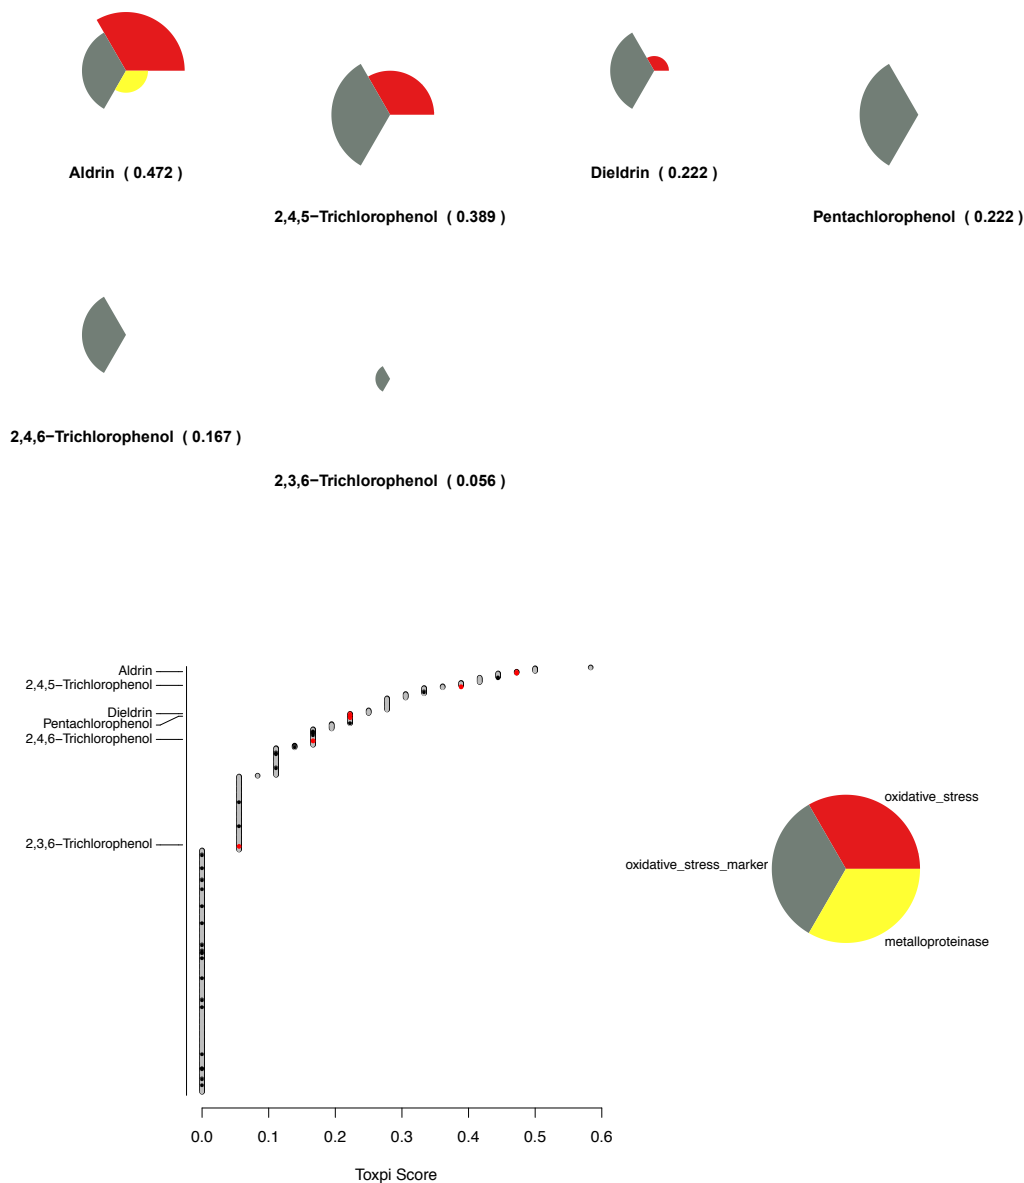 Aldrin ( 0.472 )
Dieldrin ( 0.222 )
2,4,5−Trichlorophenol ( 0.389 )
Pentachlorophenol ( 0.222 )
2,4,6−Trichlorophenol ( 0.167 )
2,3,6−Trichlorophenol ( 0.056 )
Aldrin
2,4,5−Trichlorophenol
Dieldrin
Pentachlorophenol
2,4,6−Trichlorophenol
2,3,6−Trichlorophenol
oxidative_stress
oxidative_stress_marker
metalloproteinase
0.0 0.1 0.2 0.3 0.4 0.5 0.6
Toxpi Score